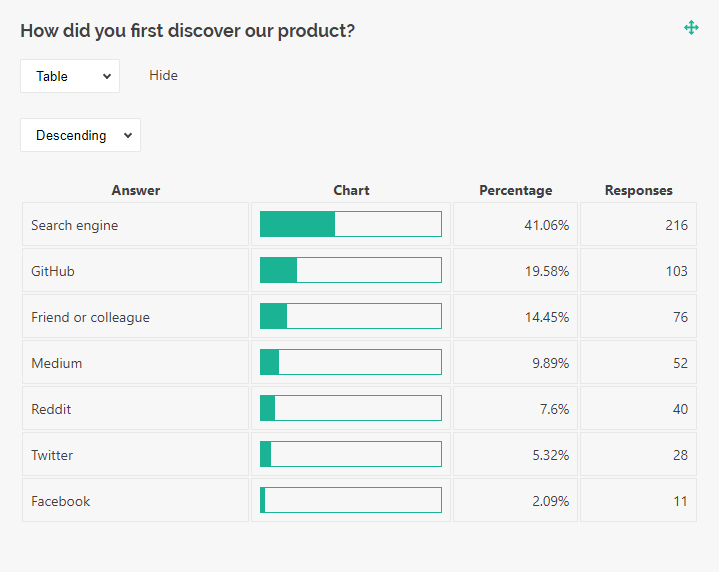 How did you first discover our product?
Table Hide
Descending
Answer Chart Percentage Responses
Search engine 41.06% 216
GitHub 19.58% 103
Friend or colleague 14.45% 76
Medium 9.89% 52
Reddit 7.6% 40
Twitter 5.32% 28
Facebook 2.09% 11